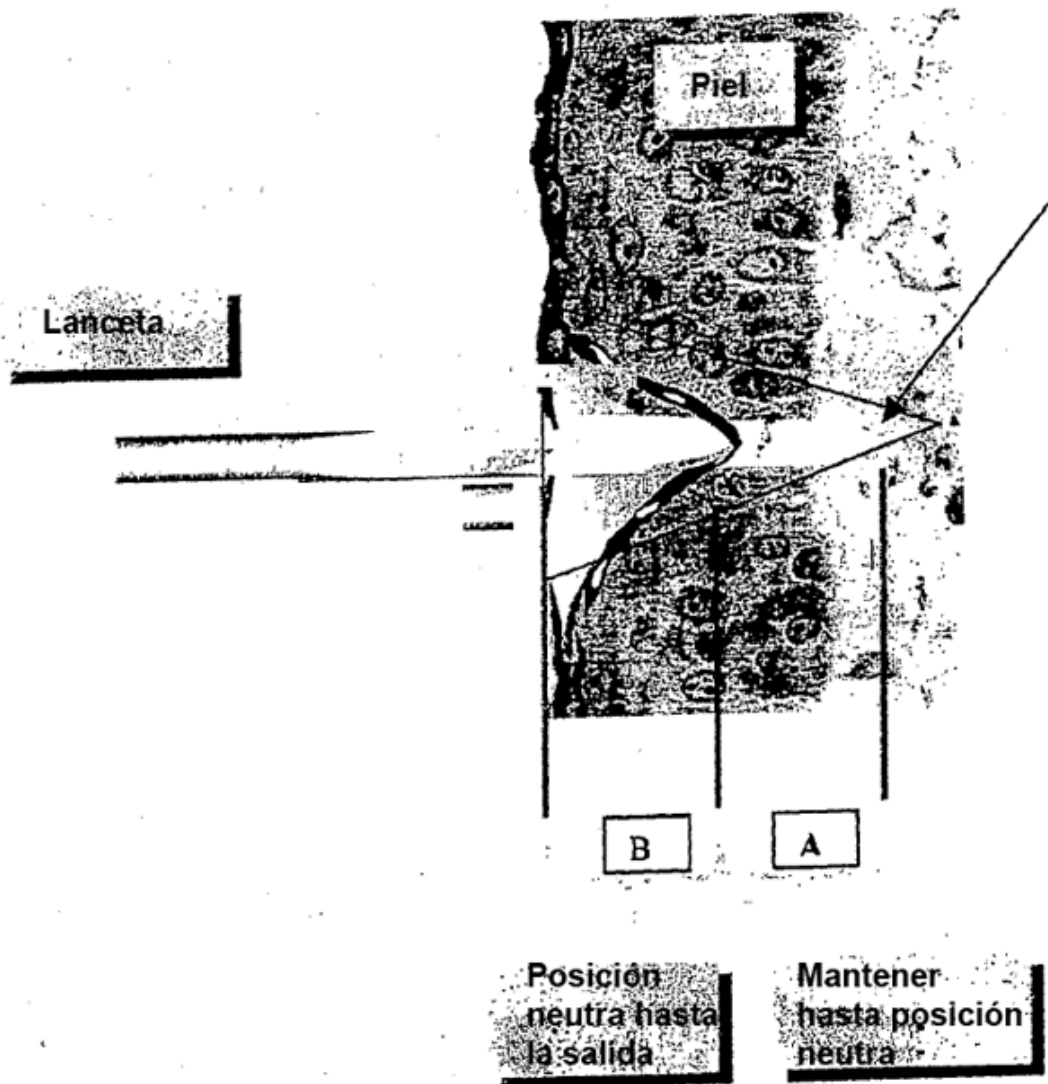 Piel
Lanceta
B
A
Posición
neutra hasta
la salida
Mantener
hasta posición
neutra